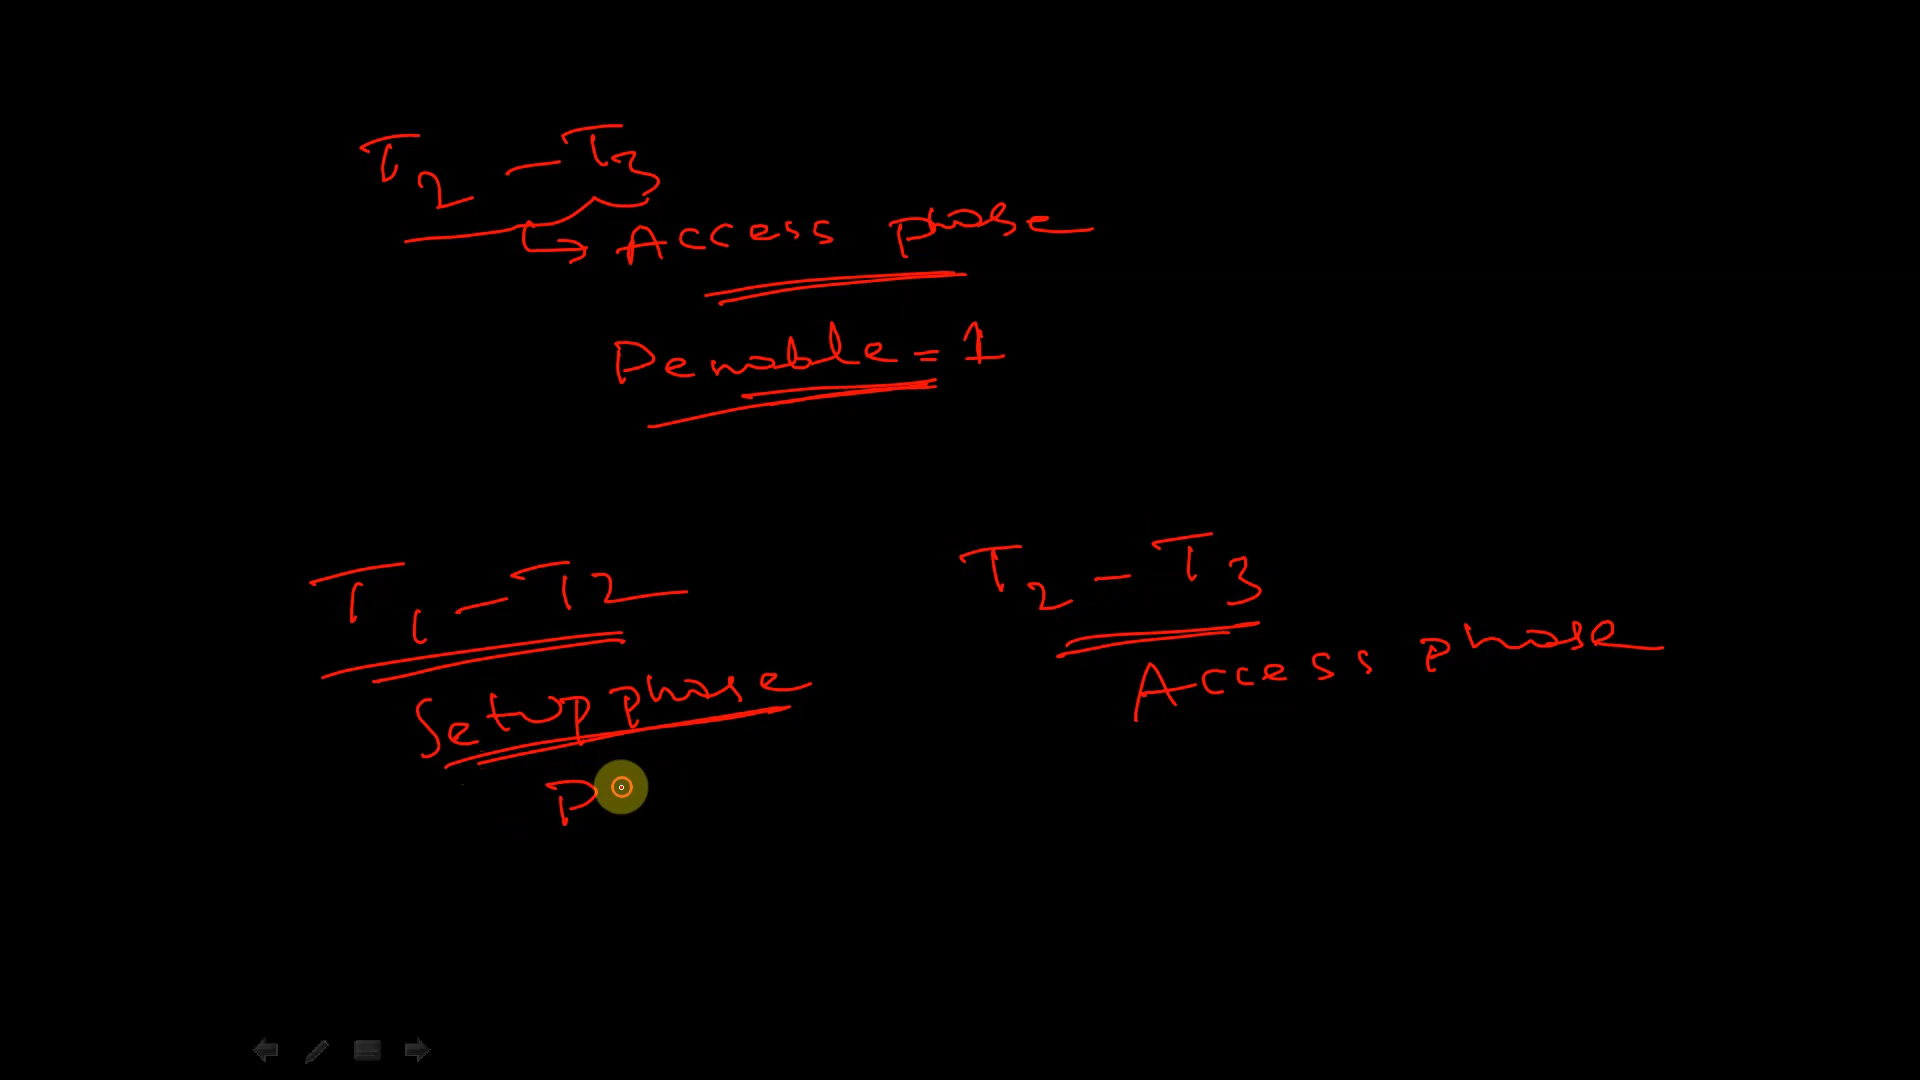 T2 - T3
↳ Access phase
Penable = 1
T1 - T2
Setup phase
P
T2 - T3
Access phase